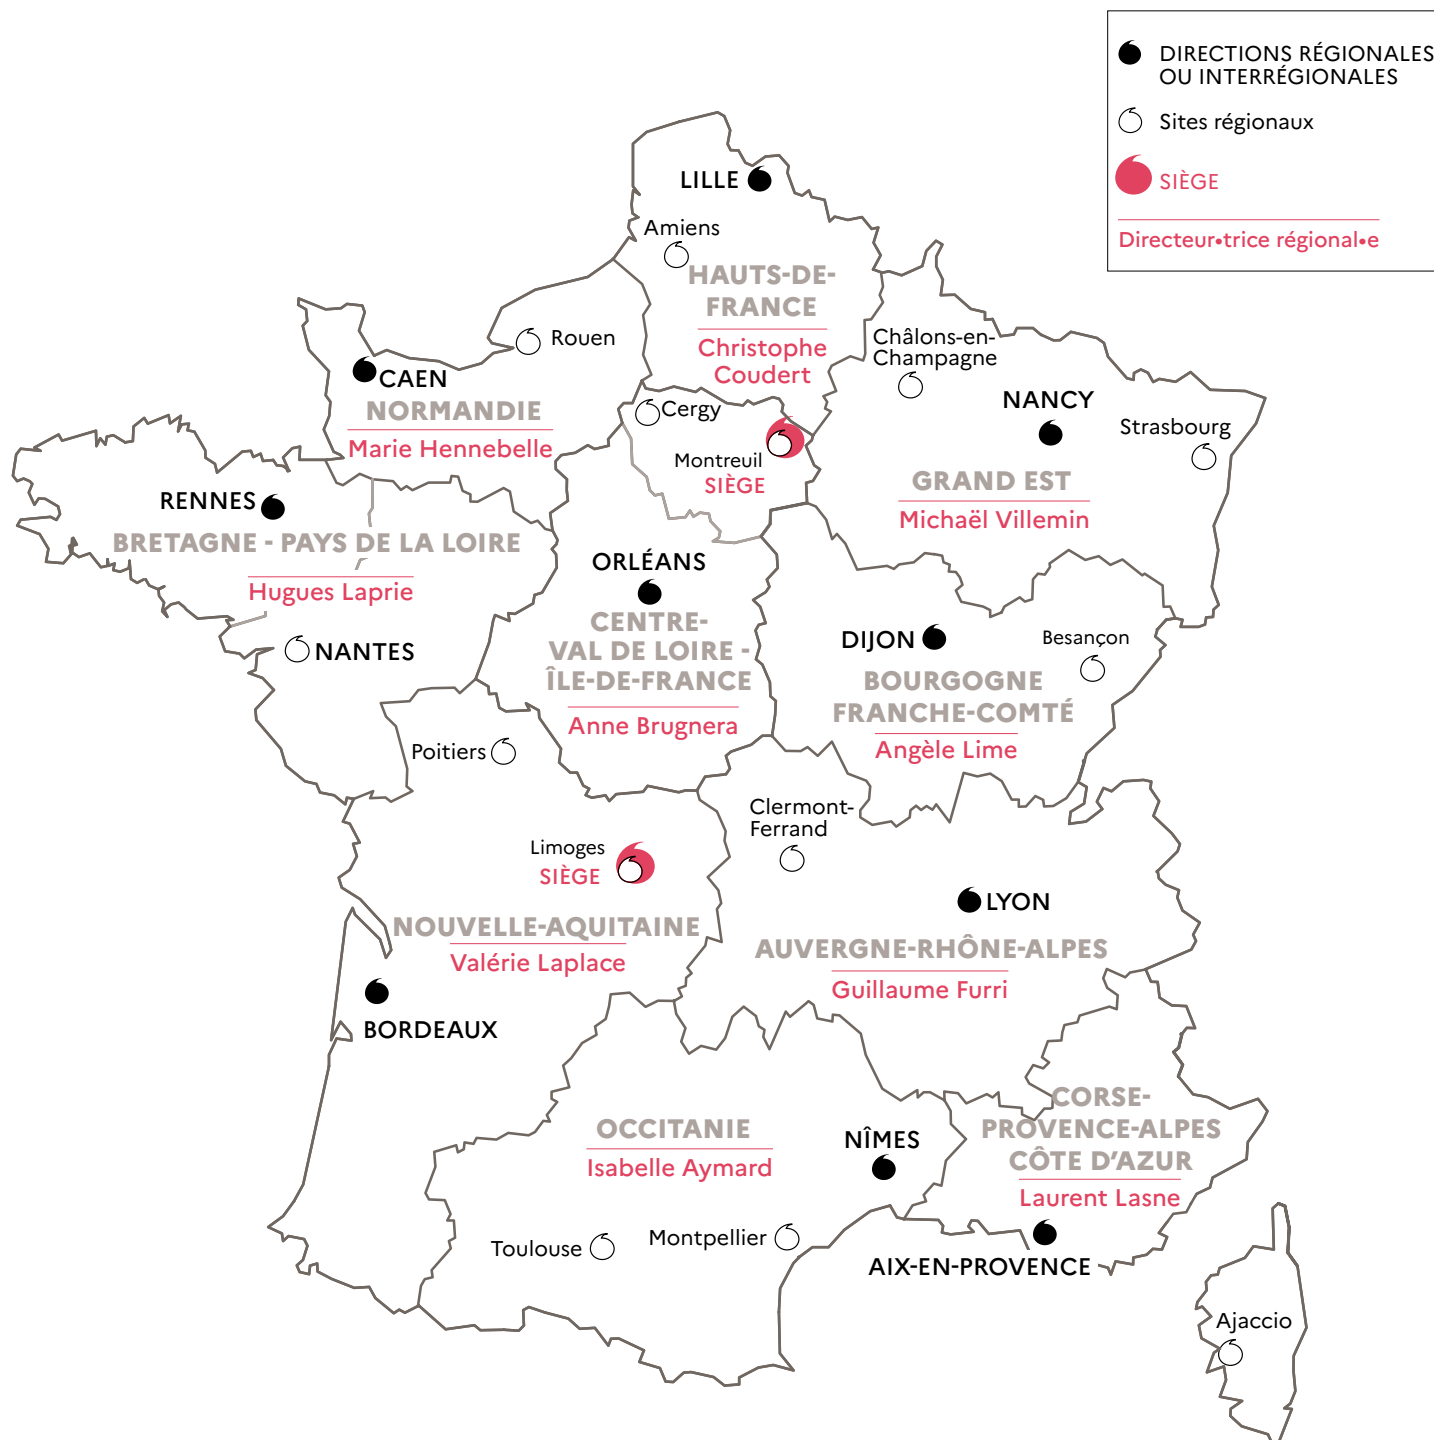 DIRECTIONS RÉGIONALES
OU INTERRÉGIONALES
Sites régionaux
SIÈGE
Directeur•trice régional•e
LILLE
Amiens
HAUTS-DE-
FRANCE
Christophe
Coudert
Rouen
CAEN
NORMANDIE
Marie Hennebelle
Cergy
Montreuil
SIÈGE
Châlons-en-
Champagne
NANCY
Strasbourg
GRAND EST
Michaël Villemin
RENNES
BRETAGNE - PAYS DE LA LOIRE
Hugues Laprie
NANTES
ORLÉANS
CENTRE-
VAL DE LOIRE -
ÎLE-DE-FRANCE
Anne Brugnera
DIJON
Besançon
BOURGOGNE
FRANCHE-COMTÉ
Angèle Lime
Poitiers
Limoges
SIÈGE
NOUVELLE-AQUITAINE
Valérie Laplace
BORDEAUX
Clermont-
Ferrand
LYON
AUVERGNE-RHÔNE-ALPES
Guillaume Furri
OCCITANIE
Isabelle Aymard
NÎMES
Toulouse
Montpellier
CORSE-
PROVENCE-ALPES
CÔTE D’AZUR
Laurent Lasne
AIX-EN-PROVENCE
Ajaccio